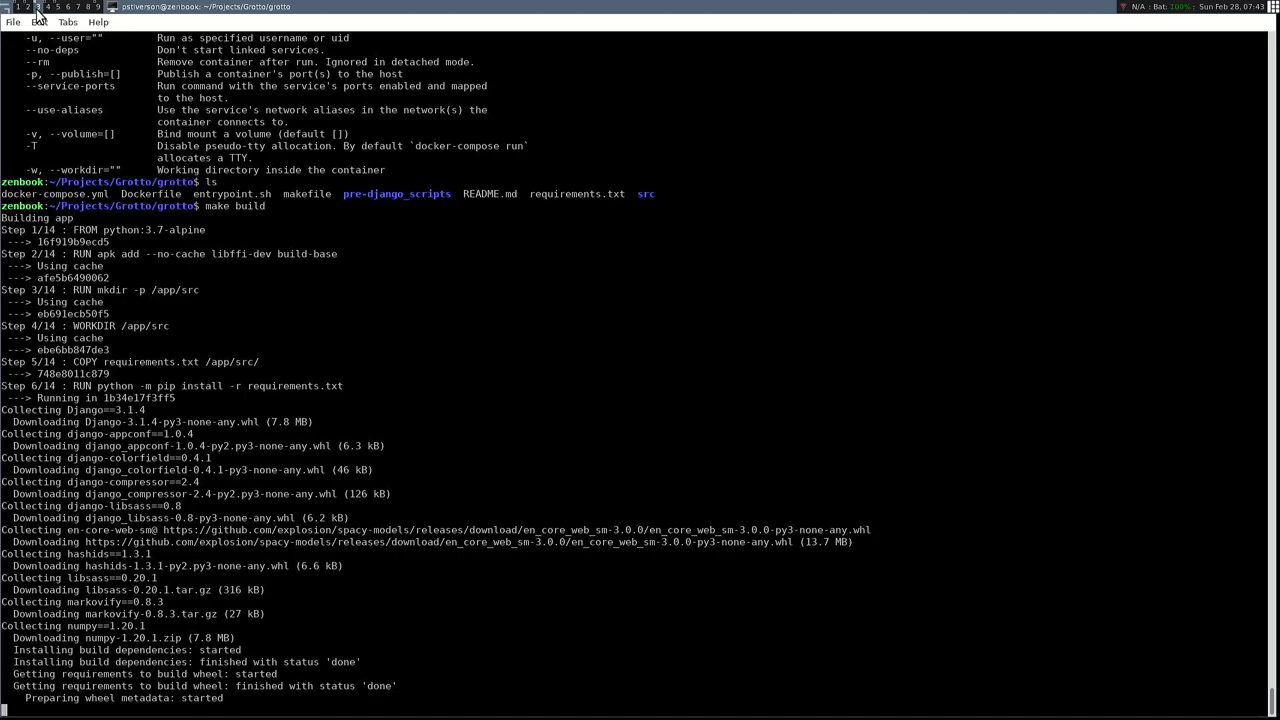 1 2 3 4 5 6 7 8 9 pstiverson@zenbook: ~/Projects/Grotto/grotto N/A : Bat: 100% : Sun Feb 28, 07:43
File Edit Tabs Help
-u, --user="" Run as specified username or uid
--no-deps Don't start linked services.
--rm Remove container after run. Ignored in detached mode.
-p, --publish=[] Publish a container's port(s) to the host
--service-ports Run command with the service's ports enabled and mapped
to the host.
--use-aliases Use the service's network aliases in the network(s) the
container connects to.
-v, --volume=[] Bind mount a volume (default [])
-T Disable pseudo-tty allocation. By default `docker-compose run`
allocates a TTY.
-w, --workdir="" Working directory inside the container
zenbook:~/Projects/Grotto/grotto$ ls
docker-compose.yml Dockerfile entrypoint.sh makefile pre-django_scripts README.md requirements.txt src
zenbook:~/Projects/Grotto/grotto$ make build
Building app
Step 1/14 : FROM python:3.7-alpine
---> 16f919b9ecd5
Step 2/14 : RUN apk add --no-cache libffi-dev build-base
---> Using cache
---> afe5b6490062
Step 3/14 : RUN mkdir -p /app/src
---> Using cache
---> eb691ecb50f5
Step 4/14 : WORKDIR /app/src
---> Using cache
---> ebe6bb847de3
Step 5/14 : COPY requirements.txt /app/src/
---> 748e8011c879
Step 6/14 : RUN python -m pip install -r requirements.txt
---> Running in 1b34e17f3ff5
Collecting Django==3.1.4
Downloading Django-3.1.4-py3-none-any.whl (7.8 MB)
Collecting django-appconf==1.0.4
Downloading django_appconf-1.0.4-py2.py3-none-any.whl (6.3 kB)
Collecting django-colorfield==0.4.1
Downloading django_colorfield-0.4.1-py3-none-any.whl (46 kB)
Collecting django-compressor==2.4
Downloading django_compressor-2.4-py2.py3-none-any.whl (126 kB)
Collecting django-libsass==0.8
Downloading django_libsass-0.8-py3-none-any.whl (6.2 kB)
Collecting en-core-web-sm@ https://github.com/explosion/spacy-models/releases/download/en_core_web_sm-3.0.0/en_core_web_sm-3.0.0-py3-none-any.whl
Downloading https://github.com/explosion/spacy-models/releases/download/en_core_web_sm-3.0.0/en_core_web_sm-3.0.0-py3-none-any.whl (13.7 MB)
Collecting hashids==1.3.1
Downloading hashids-1.3.1-py2.py3-none-any.whl (6.6 kB)
Collecting libsass==0.20.1
Downloading libsass-0.20.1.tar.gz (316 kB)
Collecting markovify==0.8.3
Downloading markovify-0.8.3.tar.gz (27 kB)
Collecting numpy==1.20.1
Downloading numpy-1.20.1.zip (7.8 MB)
Installing build dependencies: started
Installing build dependencies: finished with status 'done'
Getting requirements to build wheel: started
Getting requirements to build wheel: finished with status 'done'
Preparing wheel metadata: started